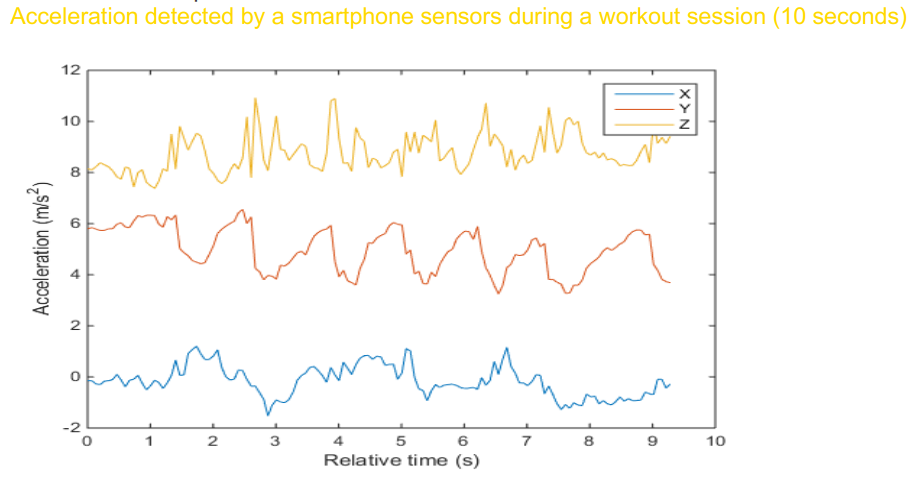 Acceleration detected by a smartphone sensors during a workout session (10 seconds)
12
10
8
6
4
2
0
-2
Acceleration (m/s2)
X
Y
Z
0 1 2 3 4 5 6 7 8 9 10
Relative time (s)